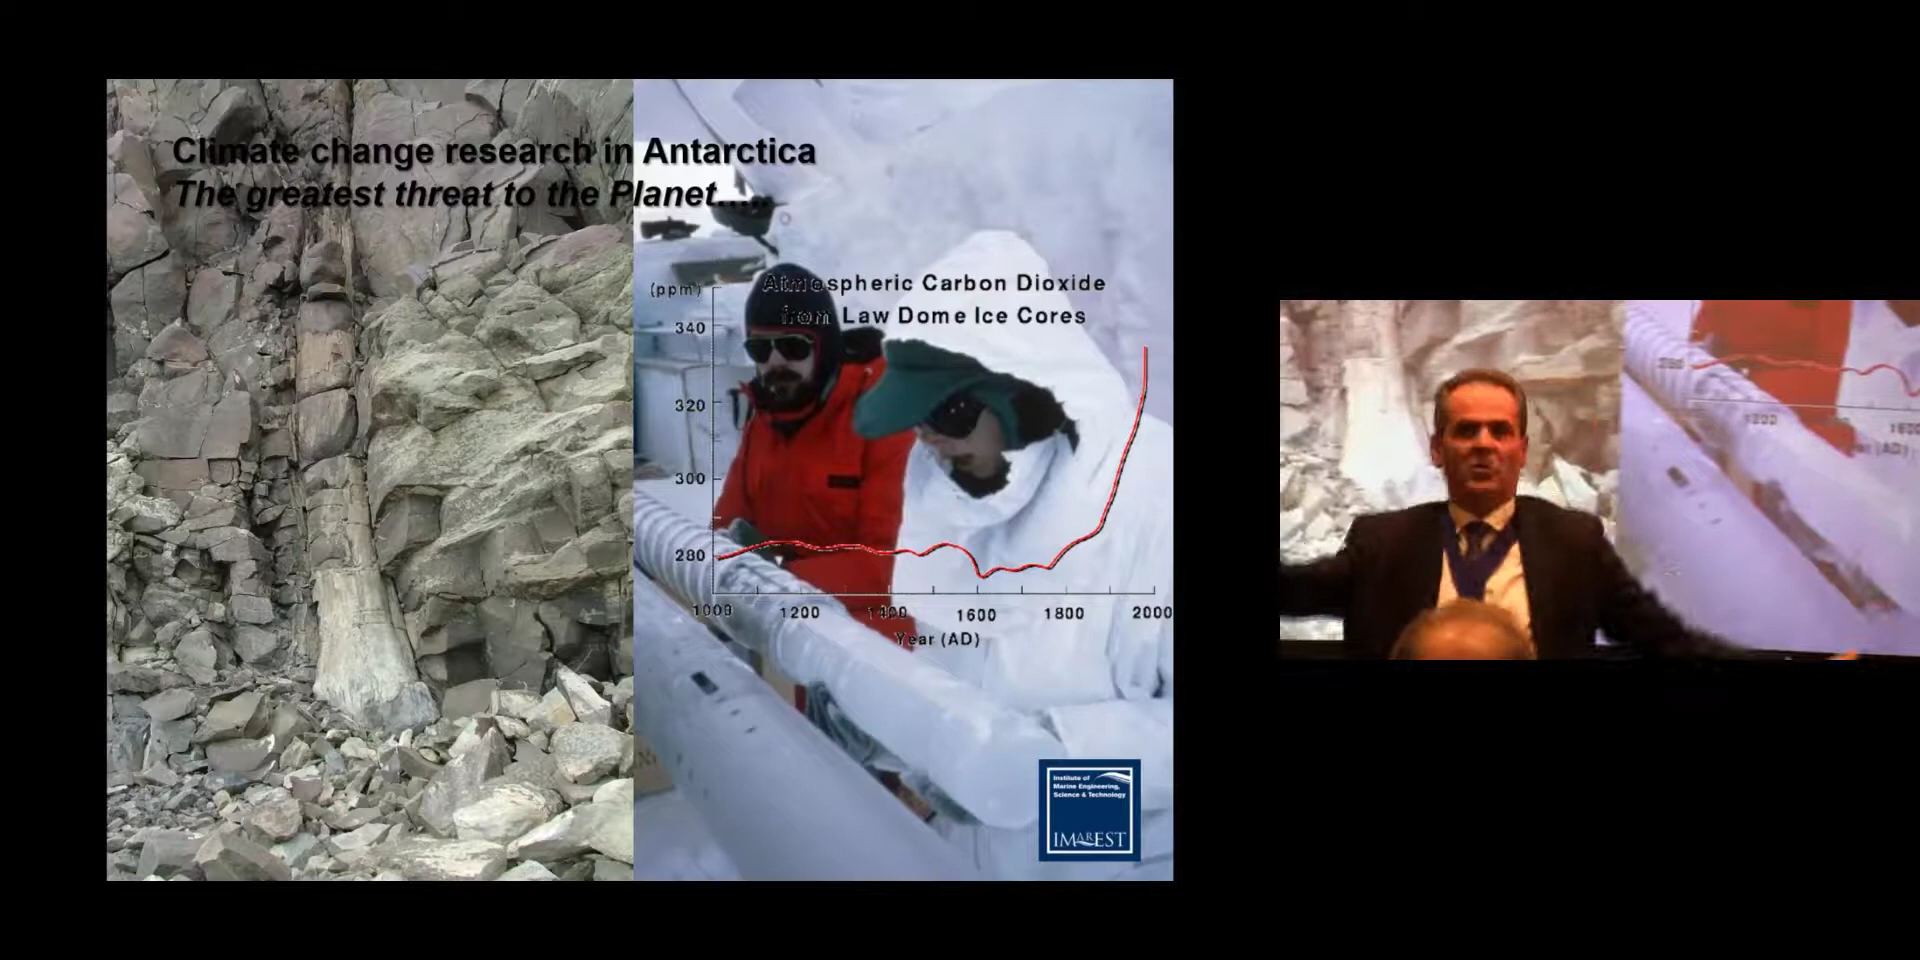 Climate change research in Antarctica
The greatest threat to the Planet.....
Atmospheric Carbon Dioxide
from Law Dome Ice Cores
(ppm)
340
320
300
280
1000 1200 1400 1600 1800 2000
Year (AD)
Institute of
Marine Engineering,
Science & Technology
IMAREST
280
1200